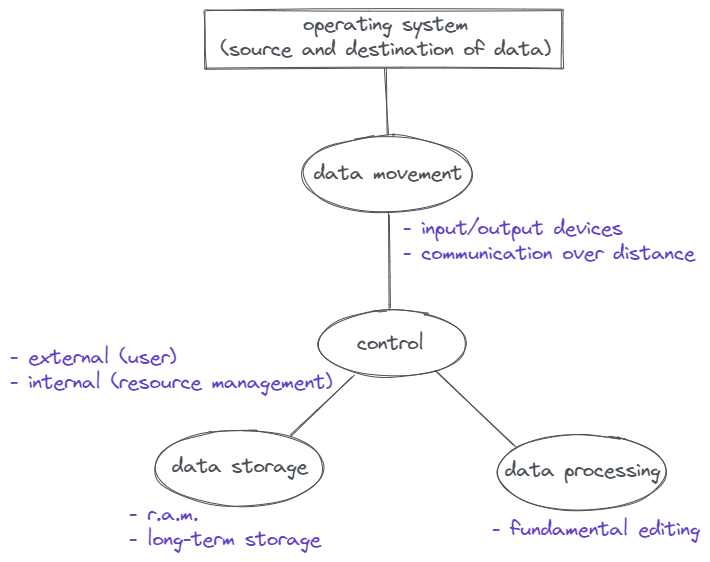 operating system
(source and destination of data)
data movement
- input/output devices
- communication over distance
control
- external (user)
- internal (resource management)
data storage
- r.a.m.
- long-term storage
data processing
- fundamental editing